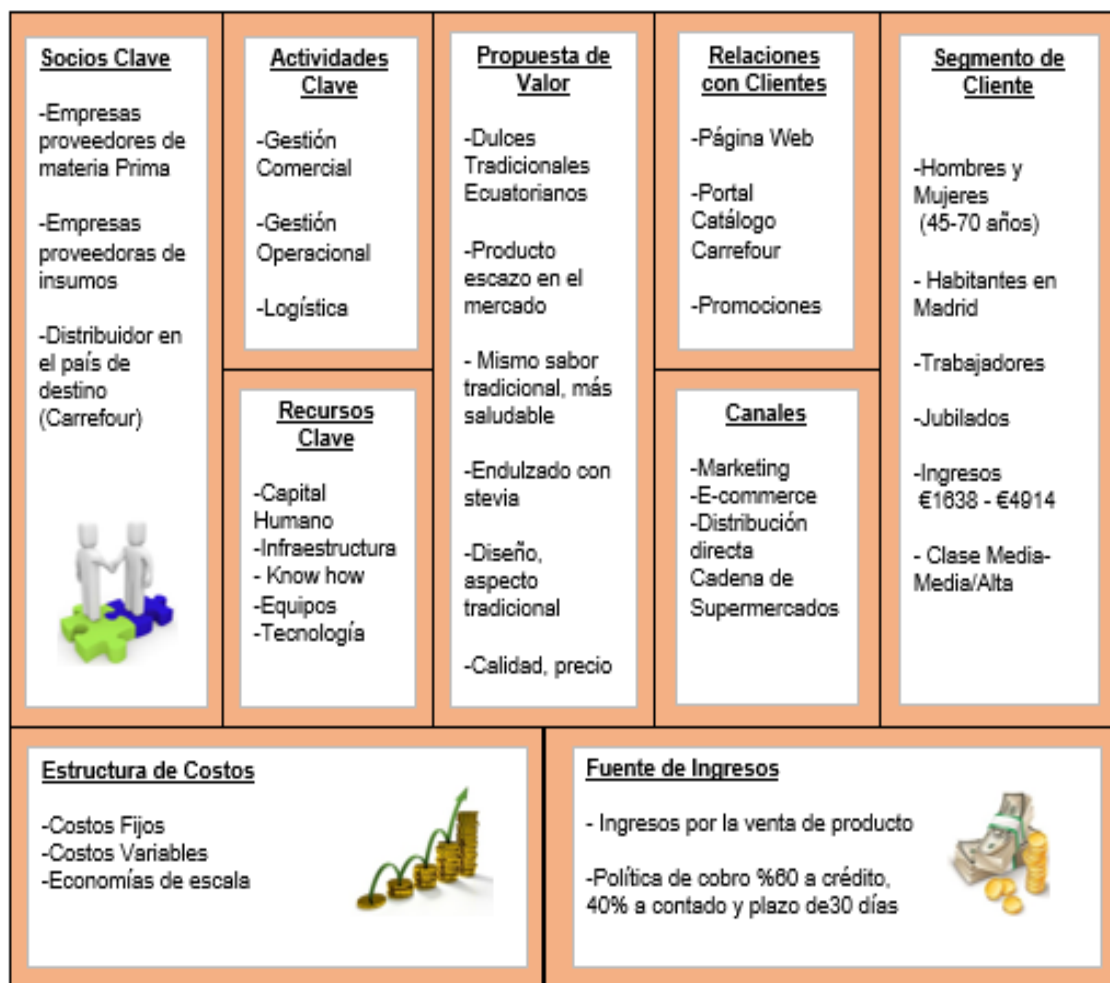 Socios Clave
-Empresas
proveedores de
materia Prima
-Empresas
proveedoras de
insumos
-Distribuidor en
el país de
destino
(Carrefour)
Actividades
Clave
-Gestión
Comercial
-Gestión
Operacional
-Logística
Recursos
Clave
-Capital
Humano
-Infraestructura
- Know how
-Equipos
-Tecnología
Propuesta de
Valor
-Dulces
Tradicionales
Ecuatorianos
-Producto
escazo en el
mercado
- Mismo sabor
tradicional, más
saludable
-Endulzado con
stevia
-Diseño,
aspecto
tradicional
-Calidad, precio
Relaciones
con Clientes
-Página Web
-Portal
Catálogo
Carrefour
-Promociones
Canales
-Marketing
-E-commerce
-Distribución
directa
Cadena de
Supermercados
Segmento de
Cliente
-Hombres y
Mujeres
(45-70 años)
- Habitantes en
Madrid
-Trabajadores
-Jubilados
-Ingresos
€1638 - €4914
- Clase Media-
Media/Alta
Estructura de Costos
-Costos Fijos
-Costos Variables
-Economías de escala
Fuente de Ingresos
- Ingresos por la venta de producto
-Política de cobro %60 a crédito,
40% a contado y plazo de30 días